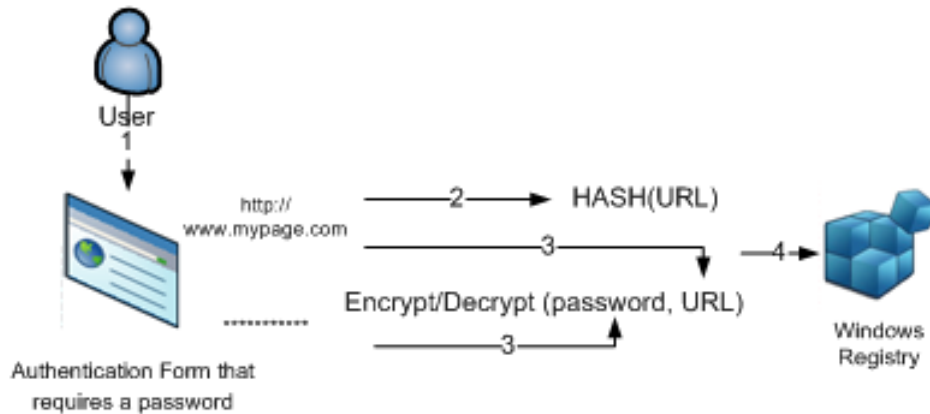 User
1
http://
www.mypage.com
2
HASH(URL)
3
4
Encrypt/Decrypt (password, URL)
3
Windows
Registry
Authentication Form that
requires a password